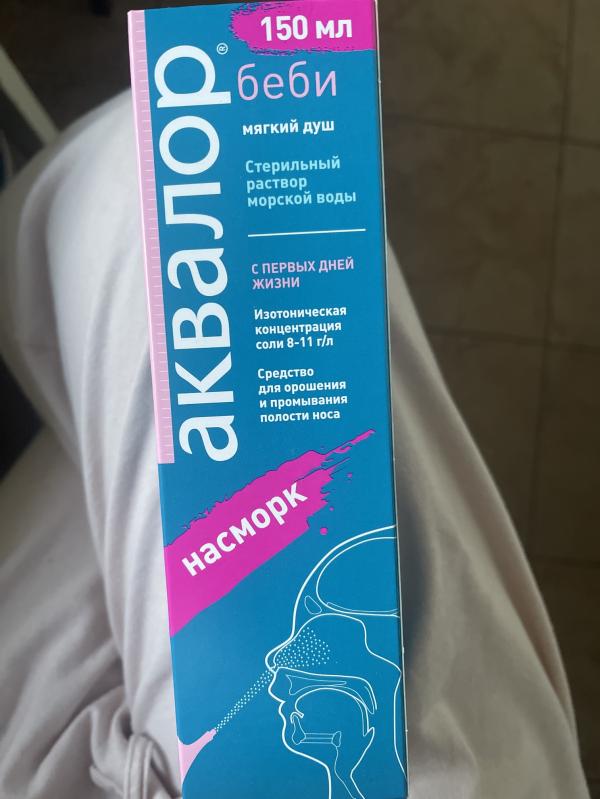 150 мл
аквалор®
беби
мягкий душ
Стерильный
раствор
морской воды
С ПЕРВЫХ ДНЕЙ
ЖИЗНИ
Изотоническая
концентрация
соли 8-11 г/л
Средство
для орошения
и промывания
полости носа
насморк